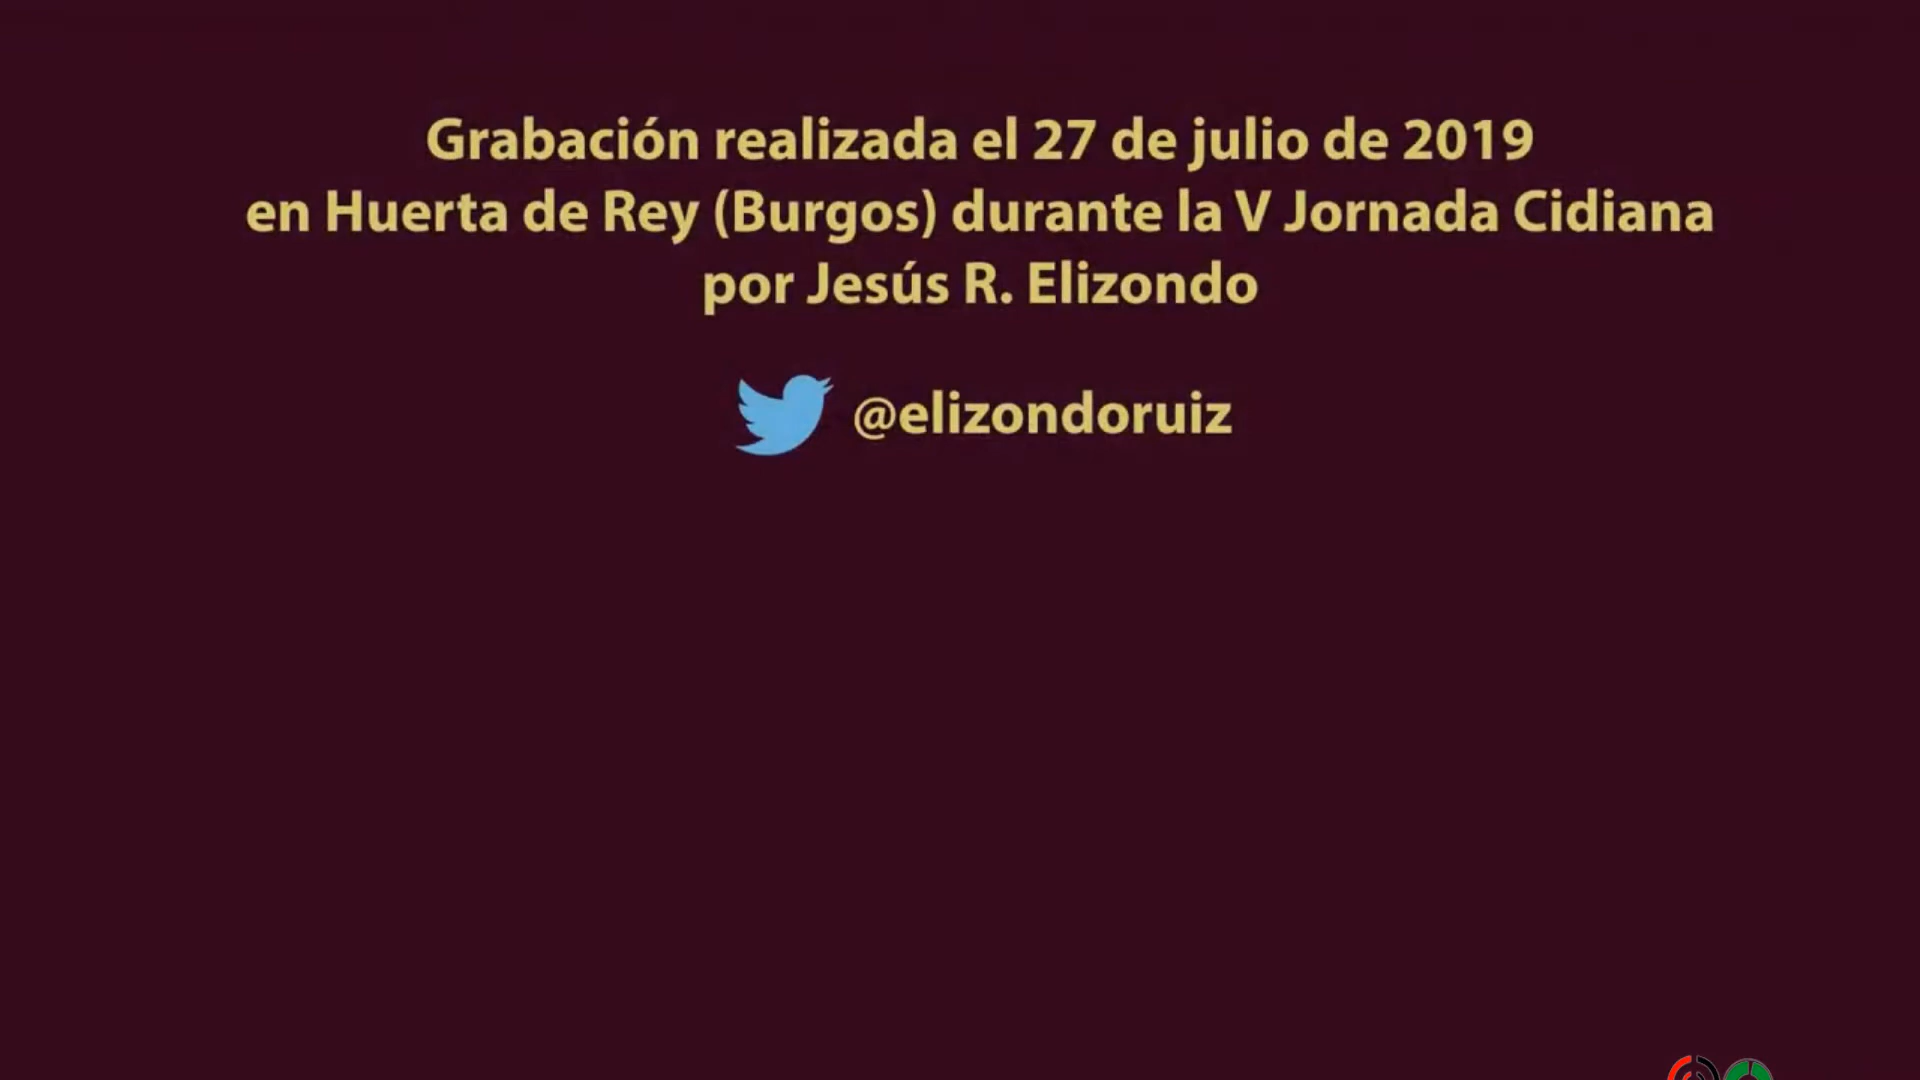 Grabación realizada el 27 de julio de 2019
en Huerta de Rey (Burgos) durante la V Jornada Cidiana
por Jesús R. Elizondo
@elizondoruiz